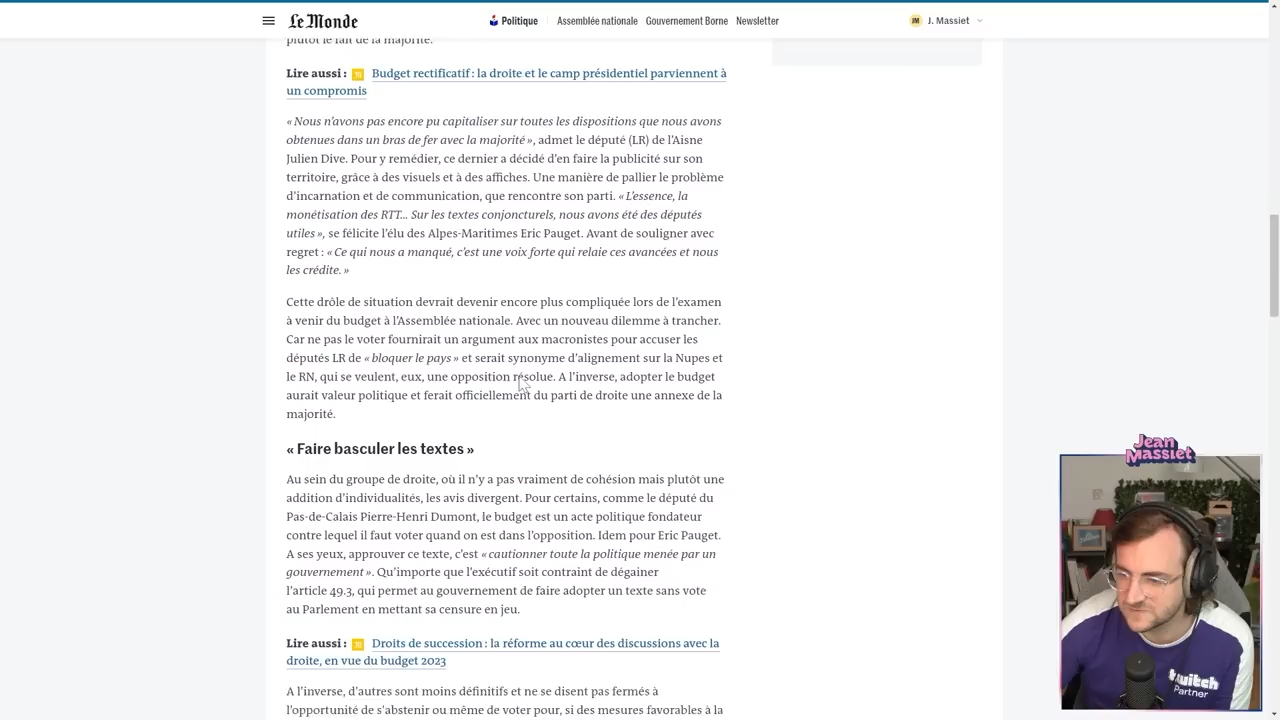 Le Monde
Politique
Assemblée nationale
Gouvernement Borne
Newsletter
JM
J. Massiet
plutôt le fait de la majorité.
Lire aussi : Budget rectificatif : la droite et le camp présidentiel parviennent à
un compromis
« Nous n’avons pas encore pu capitaliser sur toutes les dispositions que nous avons
obtenues dans un bras de fer avec la majorité », admet le député (LR) de l’Aisne
Julien Dive. Pour y remédier, ce dernier a décidé d’en faire la publicité sur son
territoire, grâce à des visuels et à des affiches. Une manière de pallier le problème
d’incarnation et de communication, que rencontre son parti. « L’essence, la
monétisation des RTT… Sur les textes conjoncturels, nous avons été des députés
utiles », se félicite l’élu des Alpes-Maritimes Eric Pauget. Avant de souligner avec
regret : « Ce qui nous a manqué, c’est une voix forte qui relaie ces avancées et nous
les crédite. »
Cette drôle de situation devrait devenir encore plus compliquée lors de l’examen
à venir du budget à l’Assemblée nationale. Avec un nouveau dilemme à trancher.
Car ne pas le voter fournirait un argument aux macronistes pour accuser les
députés LR de « bloquer le pays » et serait synonyme d’alignement sur la Nupes et
le RN, qui se veulent, eux, une opposition résolue. A l’inverse, adopter le budget
aurait valeur politique et ferait officiellement du parti de droite une annexe de la
majorité.
« Faire basculer les textes »
Au sein du groupe de droite, où il n’y a pas vraiment de cohésion mais plutôt une
addition d’individualités, les avis divergent. Pour certains, comme le député du
Pas-de-Calais Pierre-Henri Dumont, le budget est un acte politique fondateur
contre lequel il faut voter quand on est dans l’opposition. Idem pour Eric Pauget.
A ses yeux, approuver ce texte, c’est « cautionner toute la politique menée par un
gouvernement ». Qu’importe que l’exécutif soit contraint de dégainer
l’article 49.3, qui permet au gouvernement de faire adopter un texte sans vote
au Parlement en mettant sa censure en jeu.
Lire aussi : Droits de succession : la réforme au cœur des discussions avec la
droite, en vue du budget 2023
A l’inverse, d’autres sont moins définitifs et ne se disent pas fermés à
l’opportunité de s’abstenir ou même de voter pour, si des mesures favorables à la
Jean
Massiet
twitch
Partner